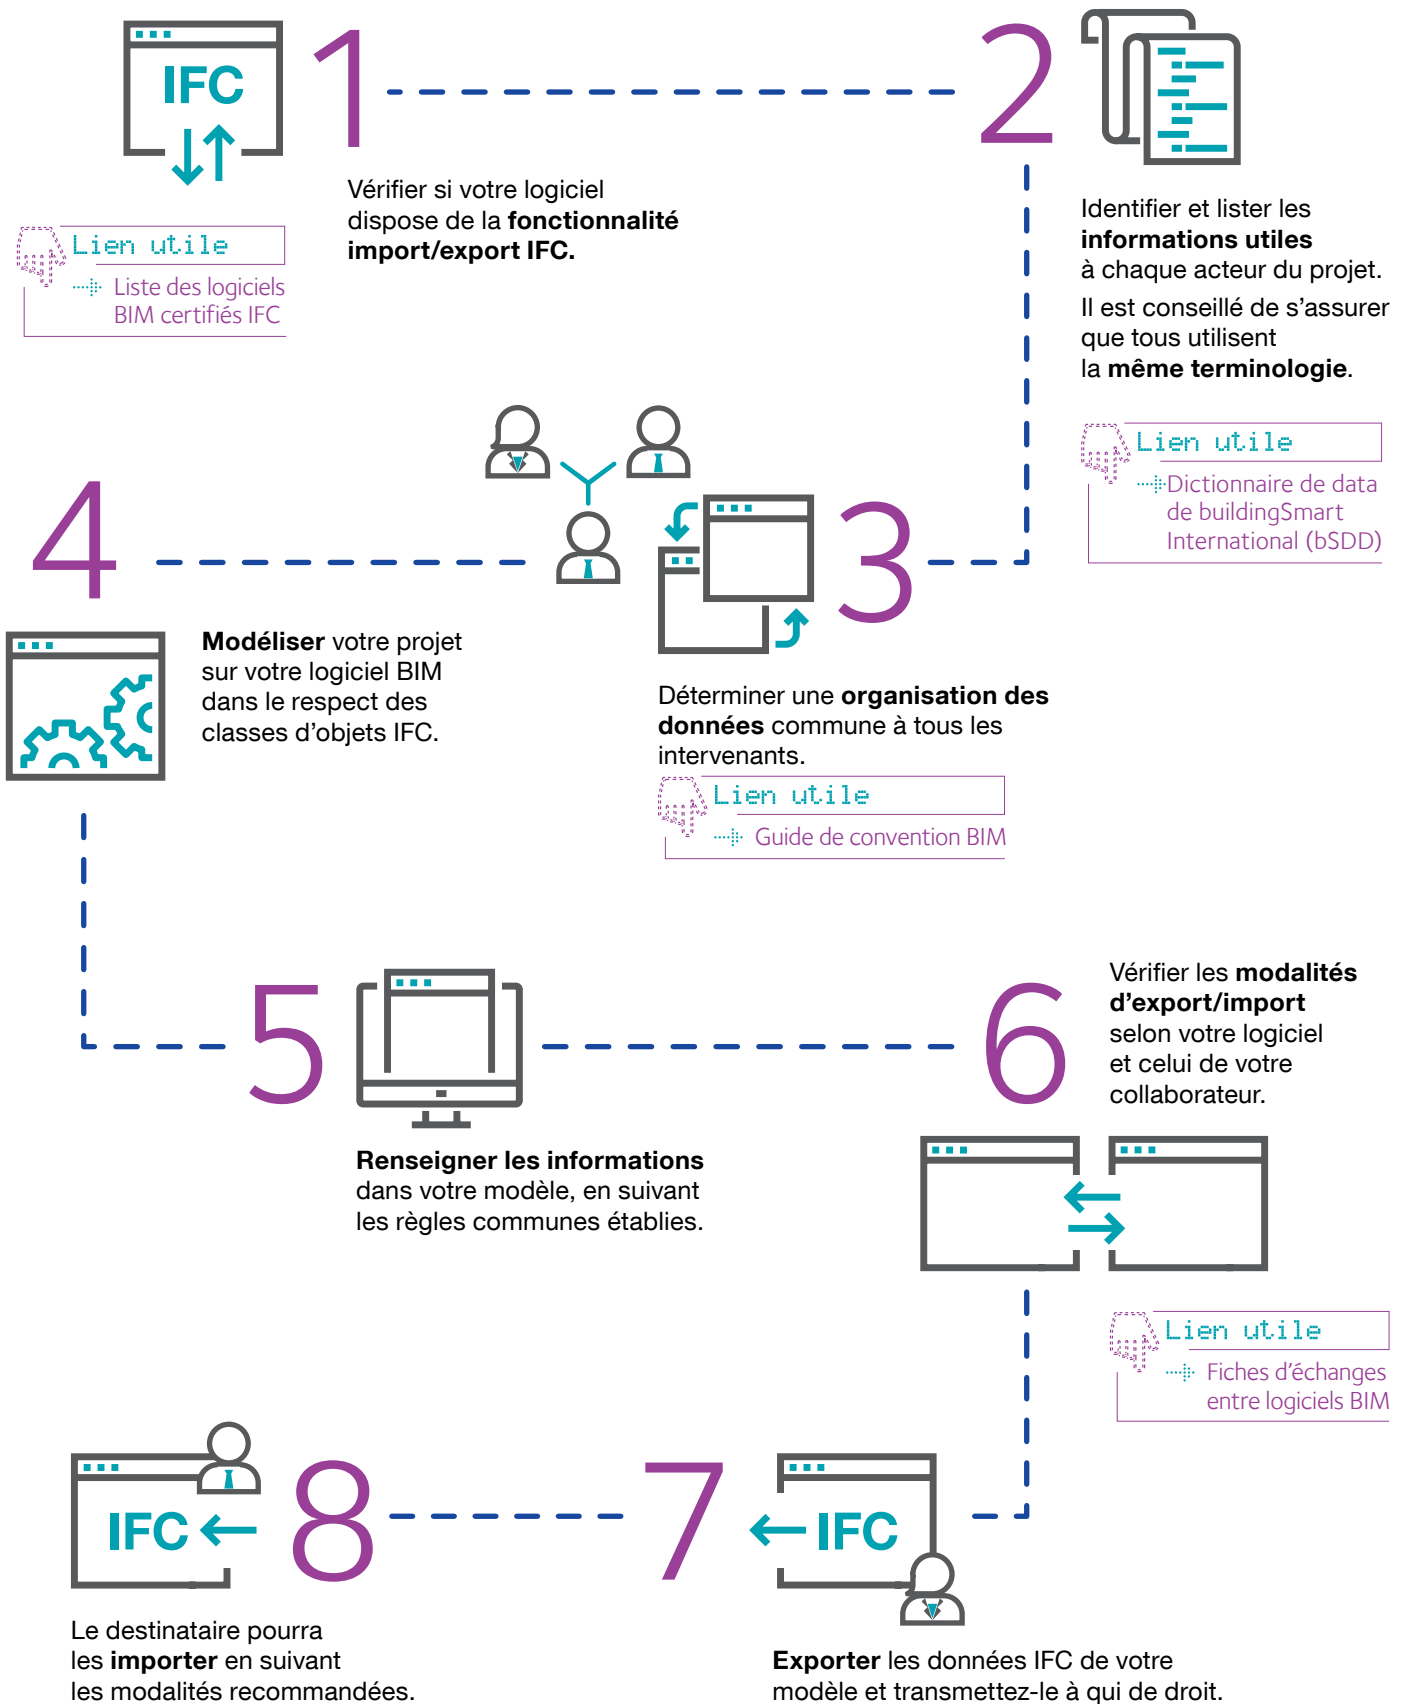 IFC
1
Vérifier si votre logiciel
dispose de la fonctionnalité
import/export IFC.
Lien utile
Liste des logiciels
BIM certifiés IFC
2
Identifier et lister les
informations utiles
à chaque acteur du projet.
Il est conseillé de s’assurer
que tous utilisent
la même terminologie.
Lien utile
Dictionnaire de data
de buildingSmart
International (bSDD)
3
Déterminer une organisation des
données commune à tous les
intervenants.
Lien utile
Guide de convention BIM
4
Modéliser votre projet
sur votre logiciel BIM
dans le respect des
classes d’objets IFC.
5
Renseigner les informations
dans votre modèle, en suivant
les règles communes établies.
6
Vérifier les modalités
d’export/import
selon votre logiciel
et celui de votre
collaborateur.
Lien utile
Fiches d’échanges
entre logiciels BIM
7
IFC
Exporter les données IFC de votre
modèle et transmettez-le à qui de droit.
8
IFC
Le destinataire pourra
les importer en suivant
les modalités recommandées.